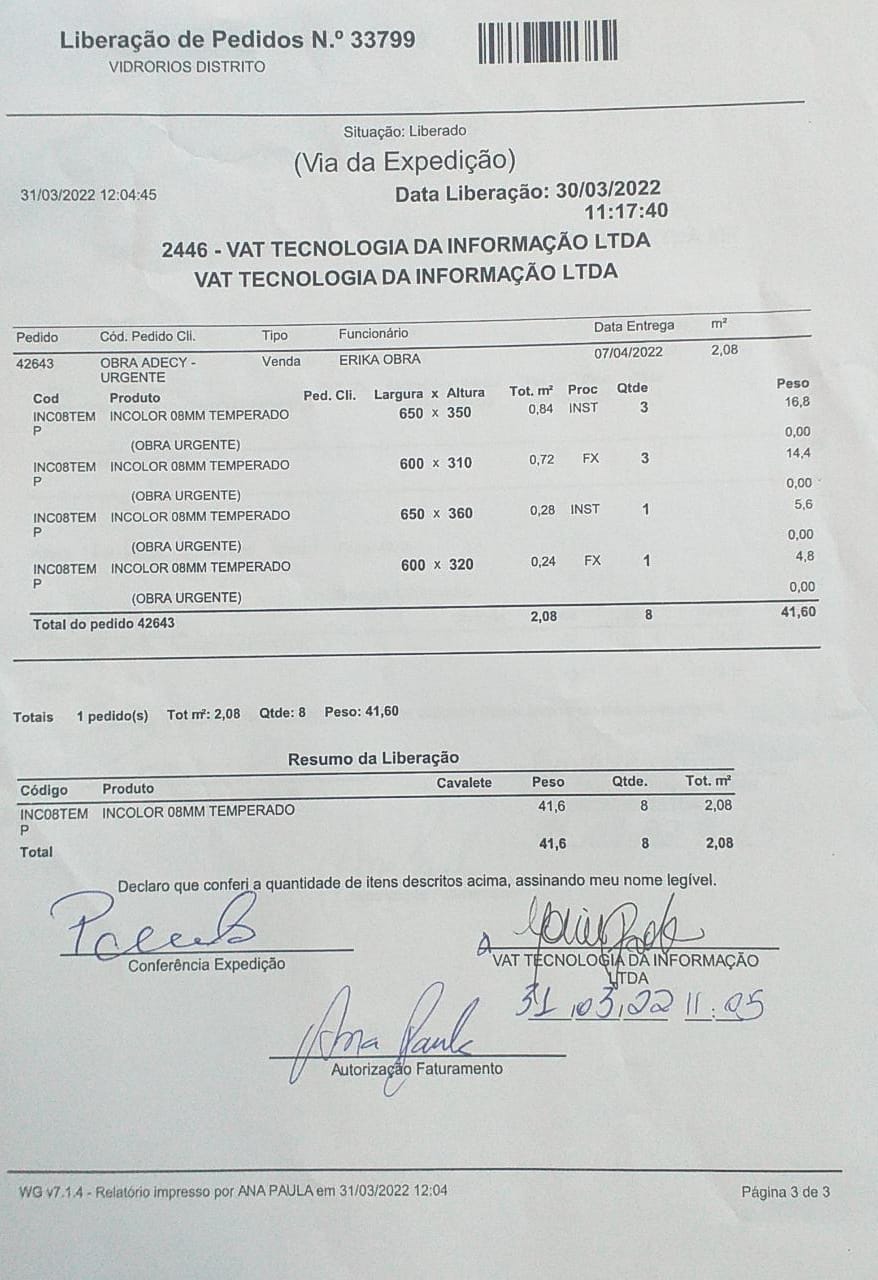 Liberação de Pedidos N.º 33799
VIDRORIOS DISTRITO
Situação: Liberado
(Via da Expedição)
31/03/2022 12:04:45 Data Liberação: 30/03/2022
11:17:40
2446 - VAT TECNOLOGIA DA INFORMAÇÃO LTDA
VAT TECNOLOGIA DA INFORMAÇÃO LTDA
Pedido Cód. Pedido Cli. Tipo Funcionário Data Entrega m²
42643 OBRA ADECY - Venda ERIKA OBRA 07/04/2022 2,08
URGENTE
Cod Produto Ped. Cli. Largura x Altura Tot. m² Proc Qtde Peso
INC08TEM INCOLOR 08MM TEMPERADO 650 x 350 0,84 INST 3 16,8
P
(OBRA URGENTE) 0,00
INC08TEM INCOLOR 08MM TEMPERADO 600 x 310 0,72 FX 3 14,4
P
(OBRA URGENTE) 0,00
INC08TEM INCOLOR 08MM TEMPERADO 650 x 360 0,28 INST 1 5,6
P
(OBRA URGENTE) 0,00
INC08TEM INCOLOR 08MM TEMPERADO 600 x 320 0,24 FX 1 4,8
P
(OBRA URGENTE) 0,00
Total do pedido 42643 2,08 8 41,60
Totais 1 pedido(s) Tot m²: 2,08 Qtde: 8 Peso: 41,60
Resumo da Liberação
Código Produto Cavalete Peso Qtde. Tot. m²
INC08TEM INCOLOR 08MM TEMPERADO 41,6 8 2,08
P
Total 41,6 8 2,08
Declaro que conferi a quantidade de itens descritos acima, assinando meu nome legível.
Conferência Expedição
VAT TECNOLOGIA DA INFORMAÇÃO
LTDA
31,03,22 11:05
Ana Paula
Autorização Faturamento
WG v7.1.4 - Relatório impresso por ANA PAULA em 31/03/2022 12:04 Página 3 de 3